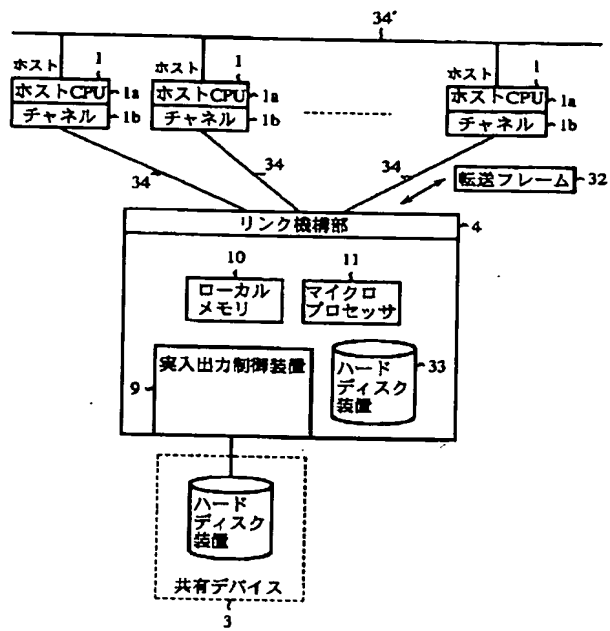 34'
ホスト 1
ホスト 1
ホスト 1
ホストCPU 1a
ホストCPU 1a
ホストCPU 1a
チャネル 1b
チャネル 1b
チャネル 1b
34
34
34
転送フレーム 32
リンク機構部 4
10
11
ローカル
メモリ
マイクロ
プロセッサ
実入出力制御装置
9
ハード
ディスク
装置
33
ハード
ディスク
装置
共有デバイス
3